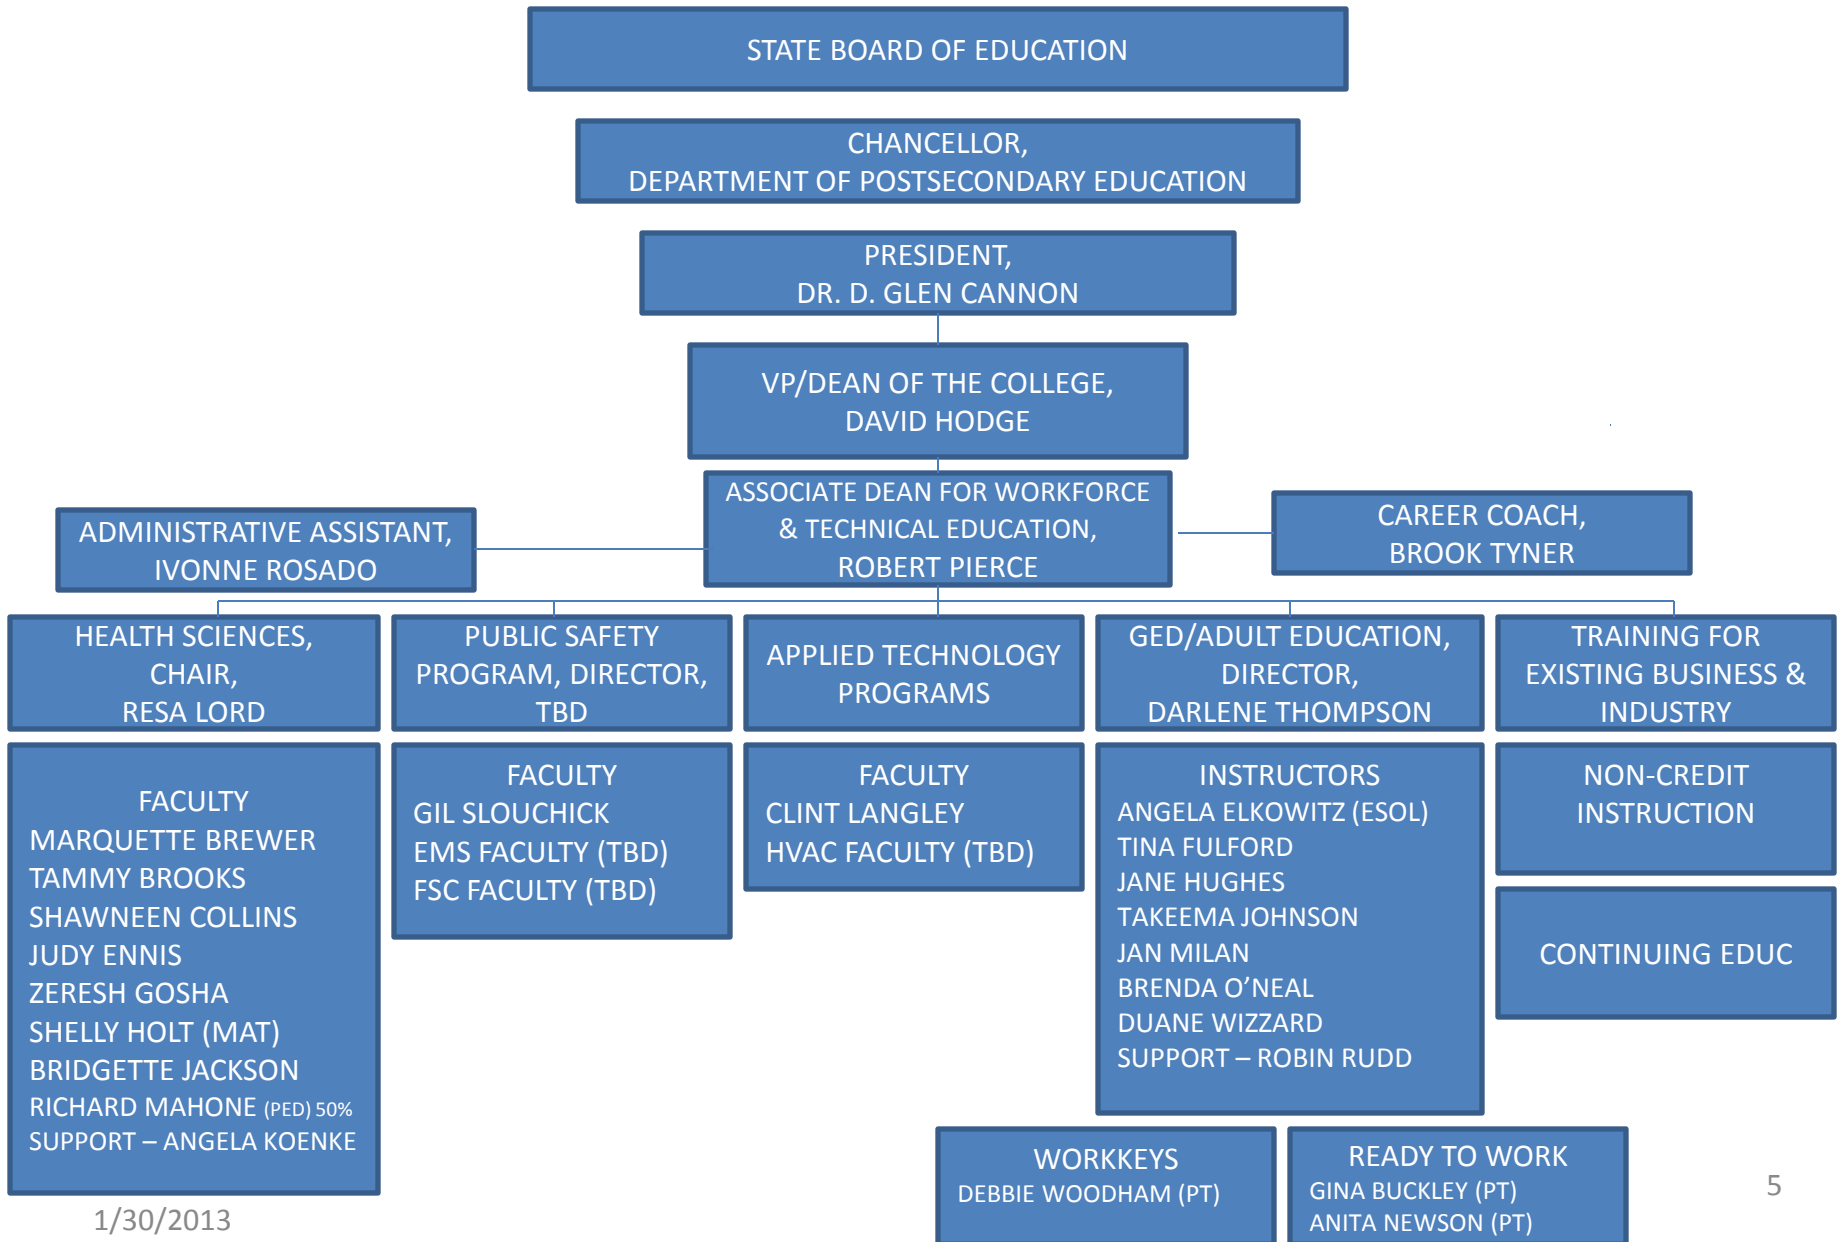 STATE BOARD OF EDUCATION
CHANCELLOR,
DEPARTMENT OF POSTSECONDARY EDUCATION
PRESIDENT,
DR. D. GLEN CANNON
VP/DEAN OF THE COLLEGE,
DAVID HODGE
ASSOCIATE DEAN FOR WORKFORCE
& TECHNICAL EDUCATION,
ROBERT PIERCE
ADMINISTRATIVE ASSISTANT,
IVONNE ROSADO
CAREER COACH,
BROOK TYNER
HEALTH SCIENCES,
CHAIR,
RESA LORD
PUBLIC SAFETY
PROGRAM, DIRECTOR,
TBD
APPLIED TECHNOLOGY
PROGRAMS
GED/ADULT EDUCATION,
DIRECTOR,
DARLENE THOMPSON
TRAINING FOR
EXISTING BUSINESS &
INDUSTRY
FACULTY
MARQUETTE BREWER
TAMMY BROOKS
SHAWNEEN COLLINS
JUDY ENNIS
ZERESH GOSHA
SHELLY HOLT (MAT)
BRIDGETTE JACKSON
RICHARD MAHONE (PED) 50%
SUPPORT – ANGELA KOENKE
FACULTY
GIL SLOUCHICK
EMS FACULTY (TBD)
FSC FACULTY (TBD)
FACULTY
CLINT LANGLEY
HVAC FACULTY (TBD)
INSTRUCTORS
ANGELA ELKOWITZ (ESOL)
TINA FULFORD
JANE HUGHES
TAKEEMA JOHNSON
JAN MILAN
BRENDA O’NEAL
DUANE WIZZARD
SUPPORT – ROBIN RUDD
NON-CREDIT
INSTRUCTION
CONTINUING EDUC
WORKKEYS
DEBBIE WOODHAM (PT)
READY TO WORK
GINA BUCKLEY (PT)
ANITA NEWSON (PT)
1/30/2013
5